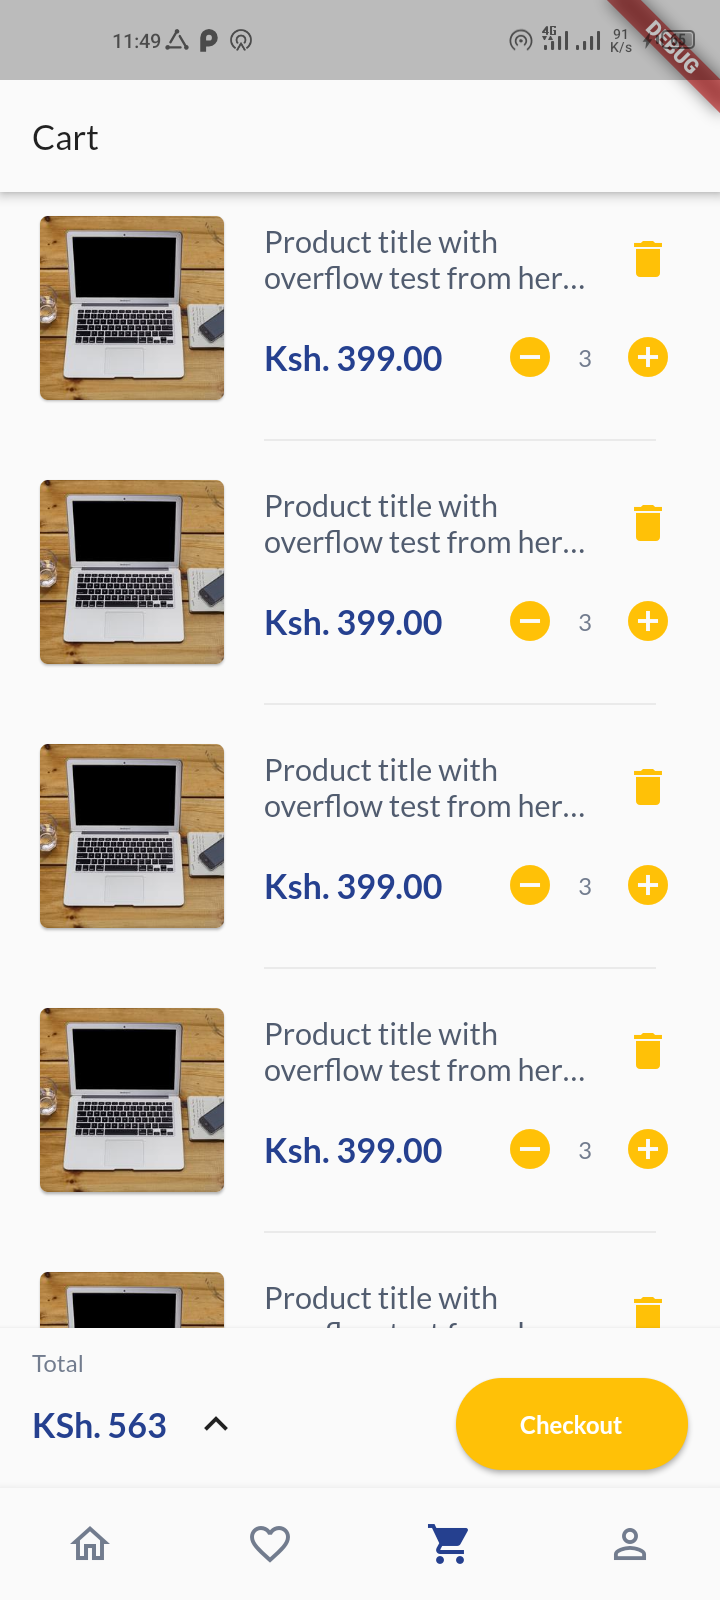 11:49
4G
91
K/s
DEBUG
Cart
Product title with
overflow test from her...
Ksh. 399.00
3
Product title with
overflow test from her...
Ksh. 399.00
3
Product title with
overflow test from her...
Ksh. 399.00
3
Product title with
overflow test from her...
Ksh. 399.00
3
Product title with
Total
KSh. 563
Checkout